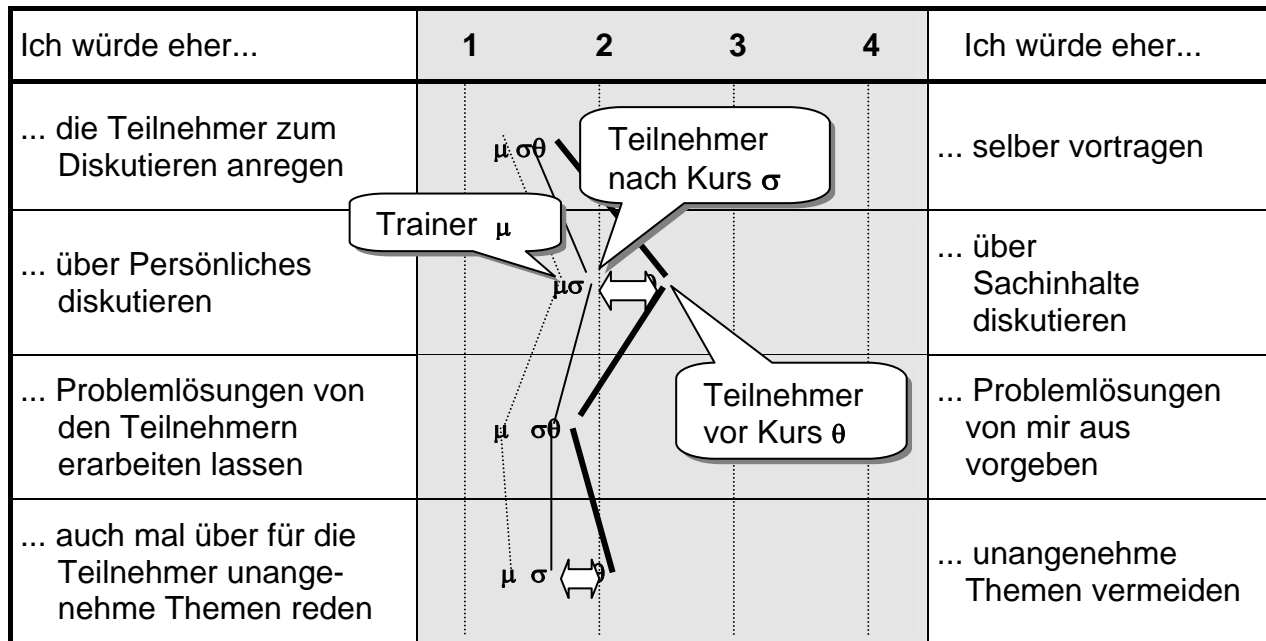 Ich würde eher... 1 2 3 4 Ich würde eher...
... die Teilnehmer zum
Diskutieren anregen
μ σθ
Teilnehmer
nach Kurs σ
... selber vortragen
Trainer μ
... über Persönliches
diskutieren
μσ θ
... über
Sachinhalte
diskutieren
... Problemlösungen von
den Teilnehmern
erarbeiten lassen
μ σθ
Teilnehmer
vor Kurs θ
... Problemlösungen
von mir aus
vorgeben
... auch mal über für die
Teilnehmer unange-
nehme Themen reden
μ σ θ
... unangenehme
Themen vermeiden